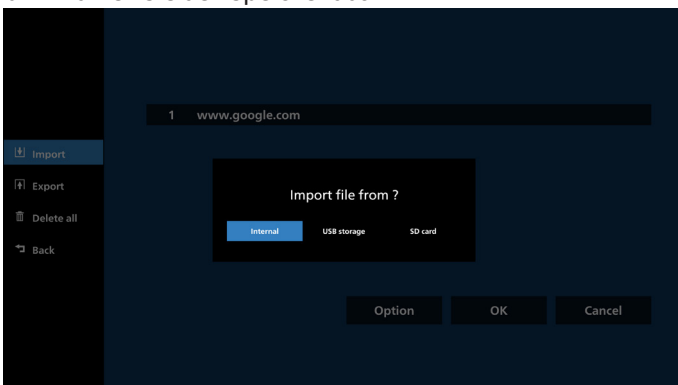 1 www.google.com
Import
Export
Delete all
Back
Import file from ?
Internal USB storage SD card
Option OK Cancel